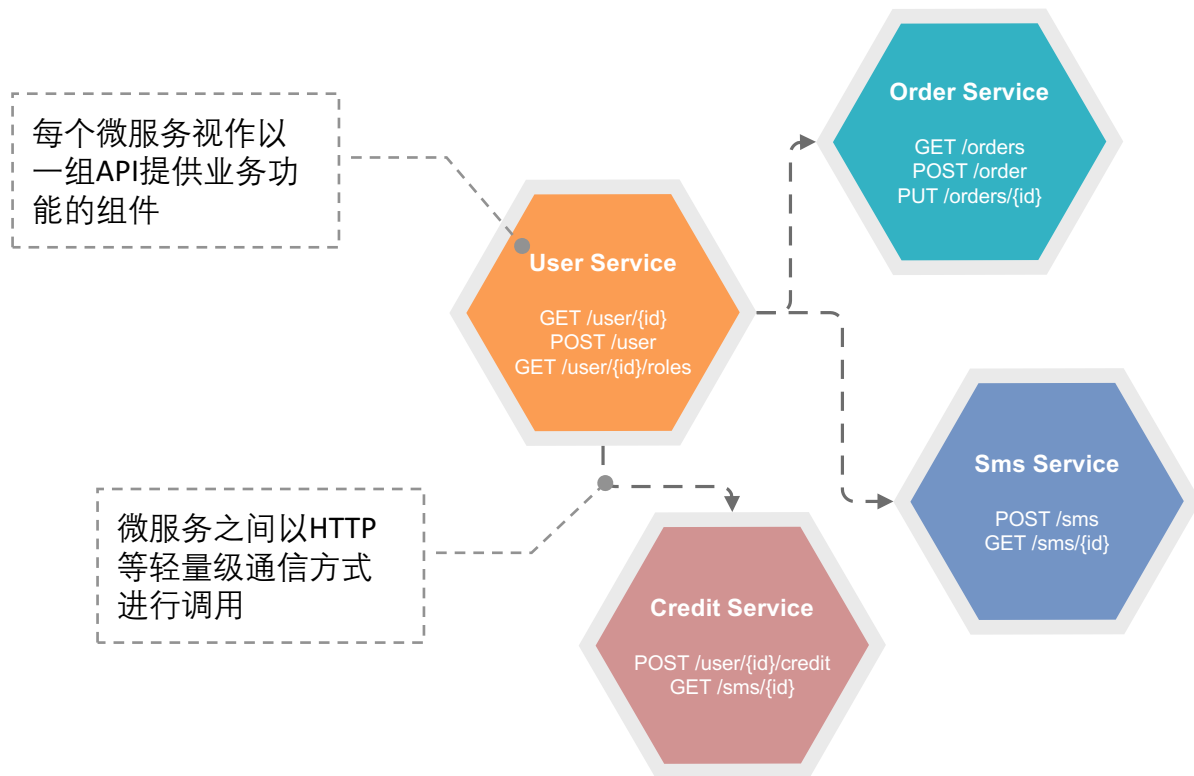 每个微服务视作以
一组API提供业务功
能的组件
User Service
GET /user/{id}
POST /user
GET /user/{id}/roles
Order Service
GET /orders
POST /order
PUT /orders/{id}
Sms Service
POST /sms
GET /sms/{id}
微服务之间以HTTP
等轻量级通信方式
进行调用
Credit Service
POST /user/{id}/credit
GET /sms/{id}